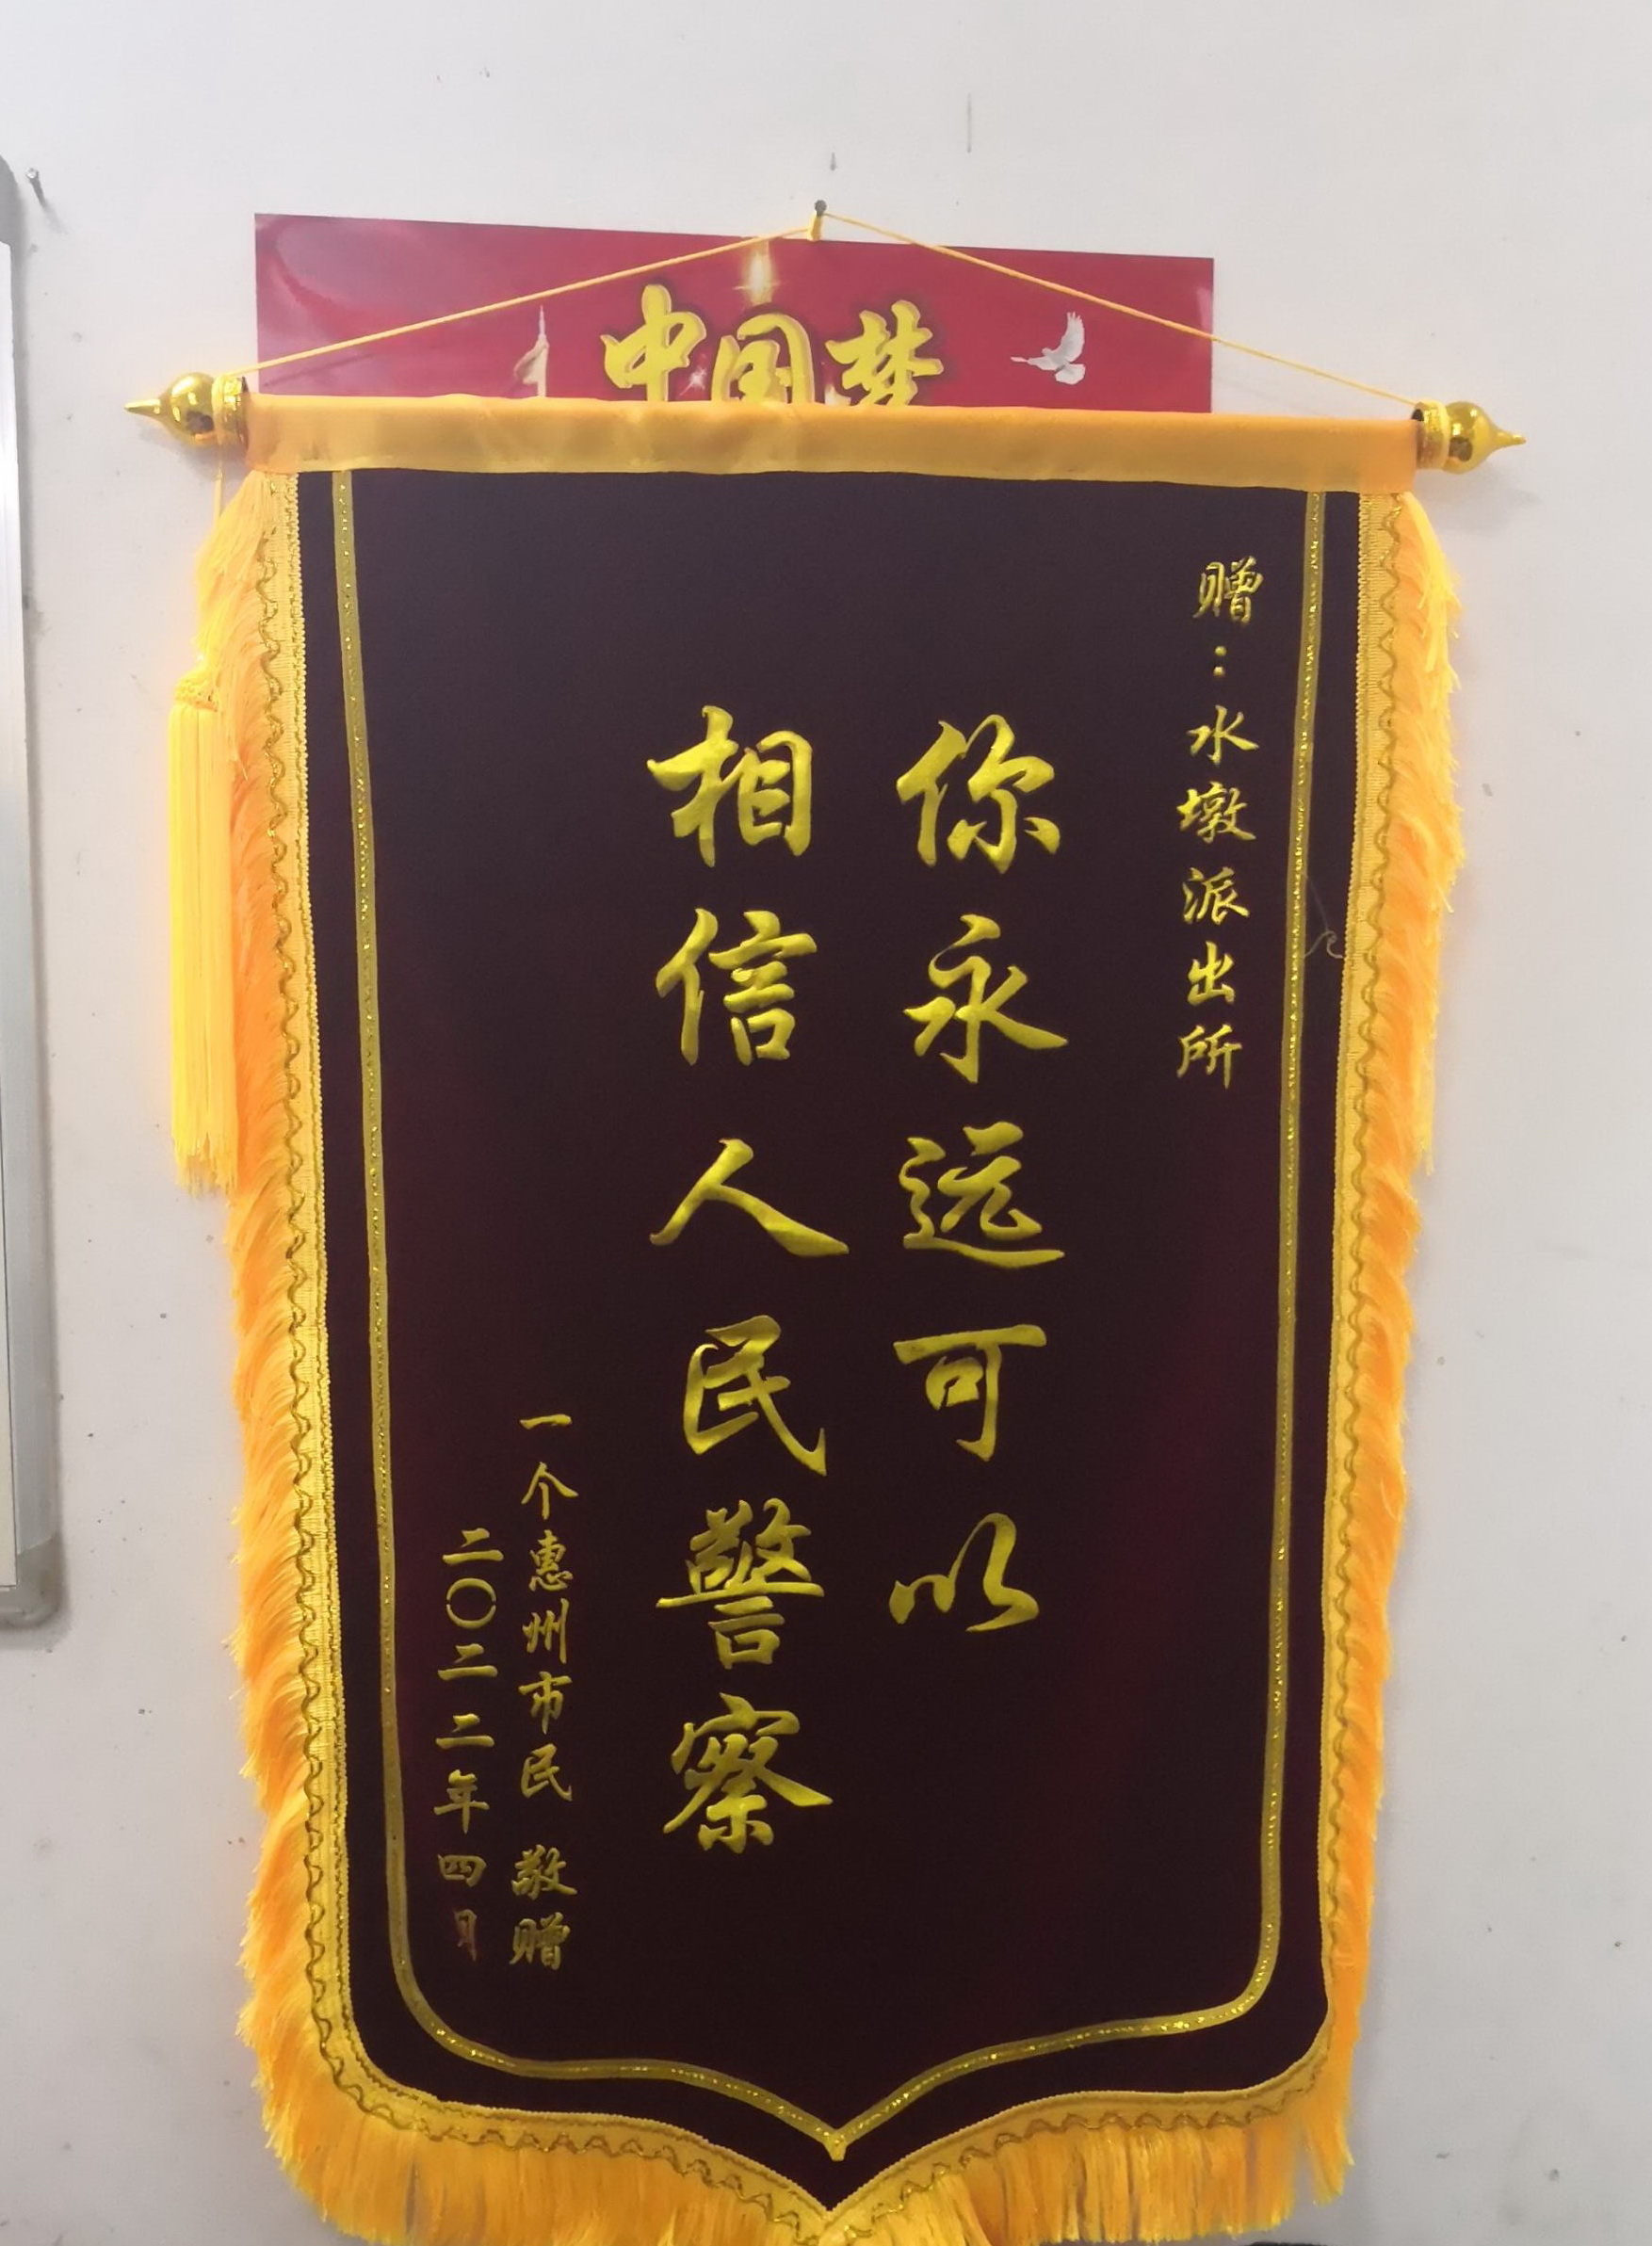 中国梦
赠：水墩派出所
你永远可以
相信人民警察
一个惠州市民 敬赠
二〇二二年四月